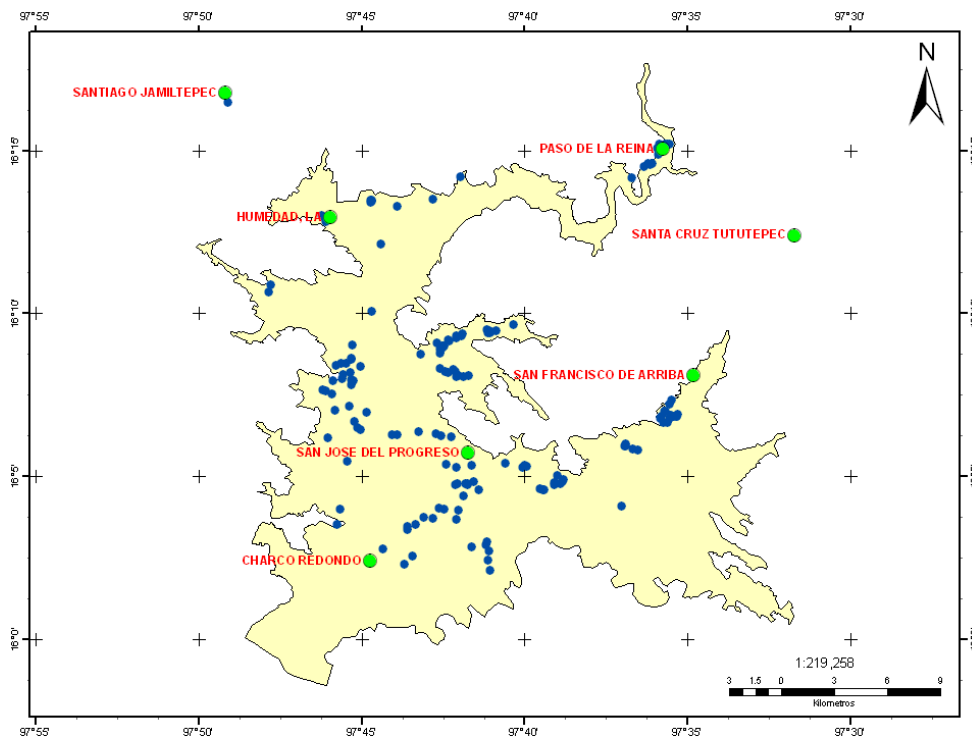 97°55' 97°50' 97°45' 97°40' 97°35' 97°30'
N
SANTIAGO JAMILTEPEC
PASO DE LA REINA
16°15'
HUMEDAD, LA
SANTA CRUZ TUTUTEPEC
16°10'
SAN FRANCISCO DE ARRIBA
SAN JOSE DEL PROGRESO
16°5'
CHARCO REDONDO
16°0' 16°0'
1:219,258
3 1.5 0 3 6 9
Kilometros
97°55' 97°50' 97°45' 97°40' 97°35' 97°30'